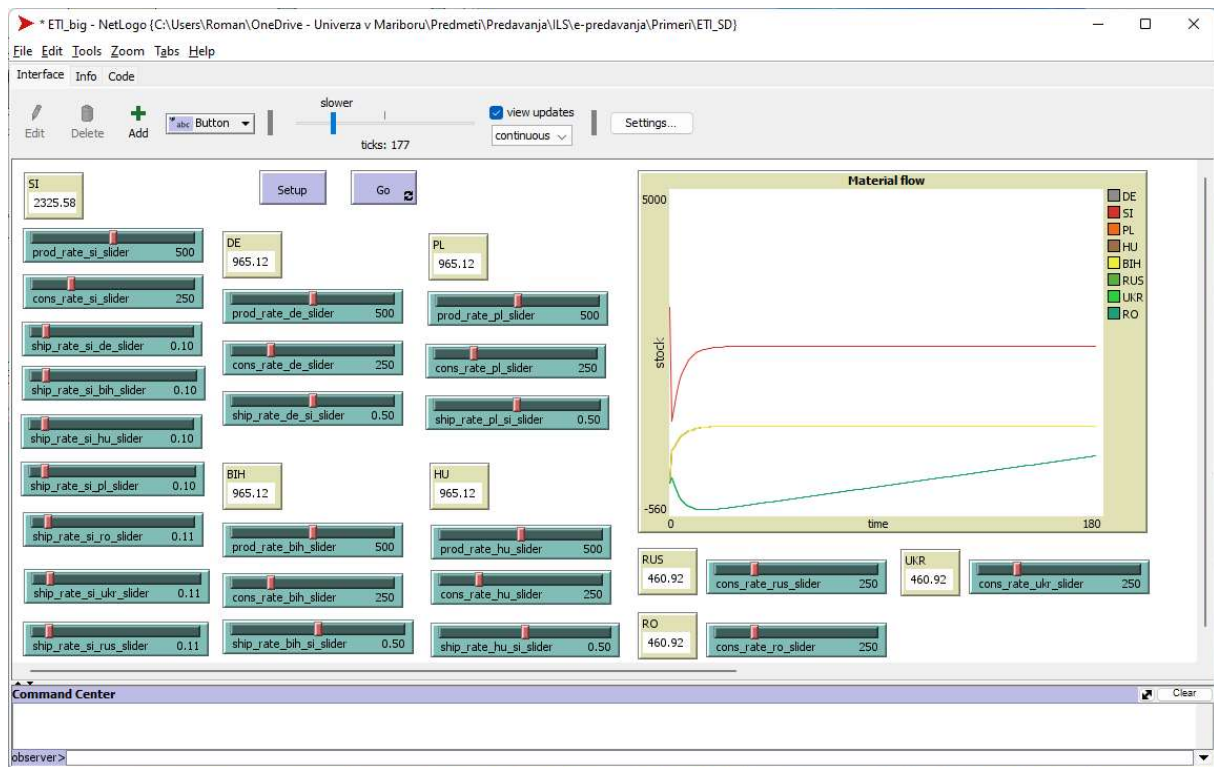 * ETI_big - NetLogo {C:\Users\Roman\OneDrive - Univerza v Mariboru\Predmeti\Predavanja\ILS\e-predavanja\Primeri\ETI_SD}
File Edit Tools Zoom Tabs Help
Interface Info Code
Edit Delete Add abc Button slower ticks: 177 view updates continuous Settings...
SI
2325.58
Setup Go
prod_rate_si_slider 500
cons_rate_si_slider 250
ship_rate_si_de_slider 0.10
ship_rate_si_bih_slider 0.10
ship_rate_si_hu_slider 0.10
ship_rate_si_pl_slider 0.10
ship_rate_si_ro_slider 0.11
ship_rate_si_ukr_slider 0.11
ship_rate_si_rus_slider 0.11
DE
965.12
prod_rate_de_slider 500
cons_rate_de_slider 250
ship_rate_de_si_slider 0.50
BIH
965.12
prod_rate_bih_slider 500
cons_rate_bih_slider 250
ship_rate_bih_si_slider 0.50
PL
965.12
prod_rate_pl_slider 500
cons_rate_pl_slider 250
ship_rate_pl_si_slider 0.50
HU
965.12
prod_rate_hu_slider 500
cons_rate_hu_slider 250
ship_rate_hu_si_slider 0.50
Material flow
5000
stock
-560
0 time 180
DE
SI
PL
HU
BIH
RUS
UKR
RO
RUS
460.92
cons_rate_rus_slider 250
UKR
460.92
cons_rate_ukr_slider 250
RO
460.92
cons_rate_ro_slider 250
Command Center Clear
observer>